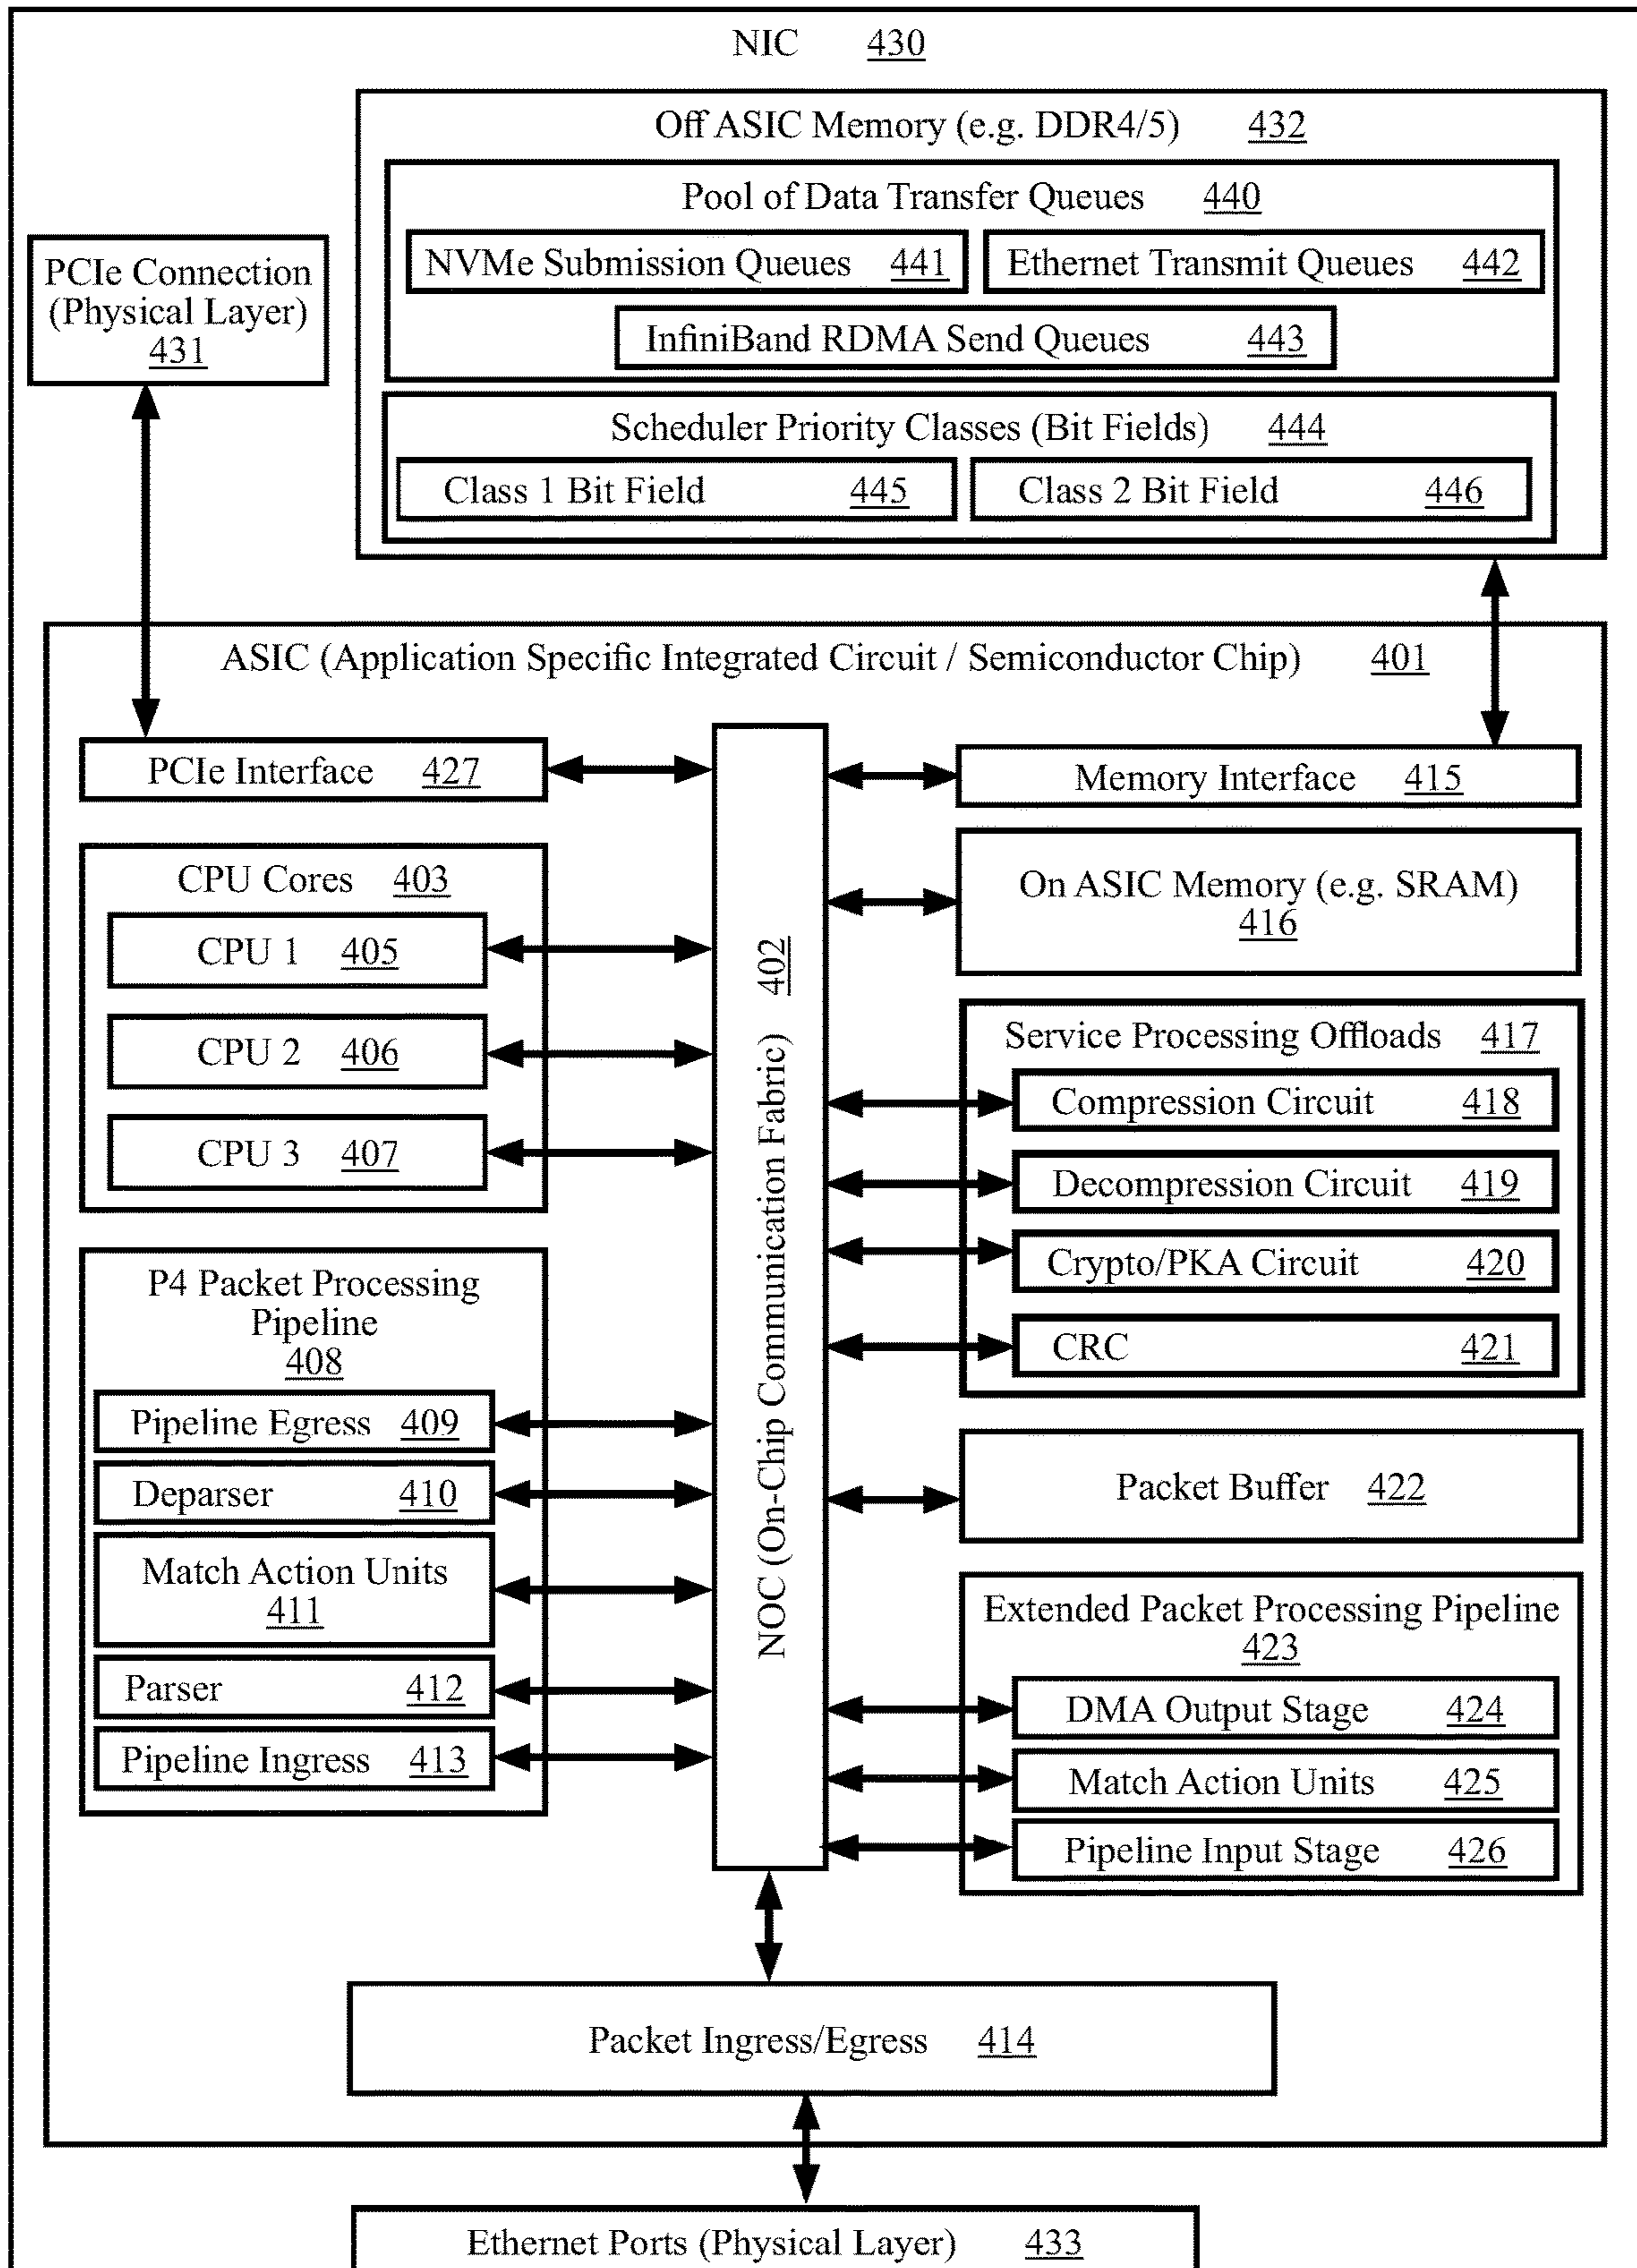 NIC 430
Off ASIC Memory (e.g. DDR4/5) 432
Pool of Data Transfer Queues 440
NVMe Submission Queues 441
Ethernet Transmit Queues 442
InfiniBand RDMA Send Queues 443
Scheduler Priority Classes (Bit Fields) 444
Class 1 Bit Field 445
Class 2 Bit Field 446
PCIe Connection
(Physical Layer)
431
ASIC (Application Specific Integrated Circuit / Semiconductor Chip) 401
PCIe Interface 427
CPU Cores 403
CPU 1 405
CPU 2 406
CPU 3 407
P4 Packet Processing
Pipeline
408
Pipeline Egress 409
Deparser 410
Match Action Units
411
Parser 412
Pipeline Ingress 413
NOC (On-Chip Communication Fabric) 402
Memory Interface 415
On ASIC Memory (e.g. SRAM)
416
Service Processing Offloads 417
Compression Circuit 418
Decompression Circuit 419
Crypto/PKA Circuit 420
CRC 421
Packet Buffer 422
Extended Packet Processing Pipeline
423
DMA Output Stage 424
Match Action Units 425
Pipeline Input Stage 426
Packet Ingress/Egress 414
Ethernet Ports (Physical Layer) 433